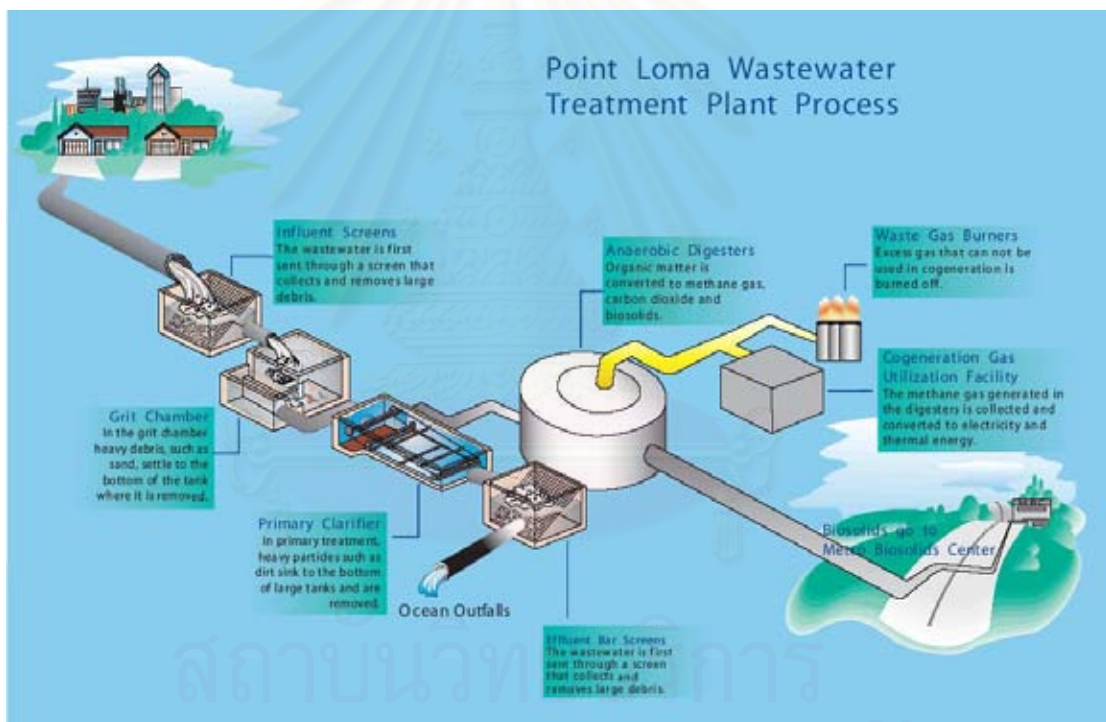 Point Loma Wastewater
Treatment Plant Process
Influent Screens
The wastewater is first
sent through a screen that
collects and removes large
debris.
Anaerobic Digesters
Organic matter is
converted to methane gas,
carbon dioxide and
biosolids.
Waste Gas Burners
Excess gas that can not be
used in cogeneration is
burned off.
Cogeneration Gas
Utilization Facility
The methane gas generated in
the digesters is collected and
converted to electricity and
thermal energy.
Grit Chamber
In the grit chamber
heavy debris, such as
sand, settle to the
bottom of the tank
where it is removed.
Primary Clarifier
In primary treatment,
heavy particles such as
dirt sink to the bottom
of large tanks and are
removed.
Ocean Outfalls
Biosolids go to
Metro Biosolids Center
Effluent Bar Screens
The wastewater is first
sent through a screen
that collects and
removes large debris.